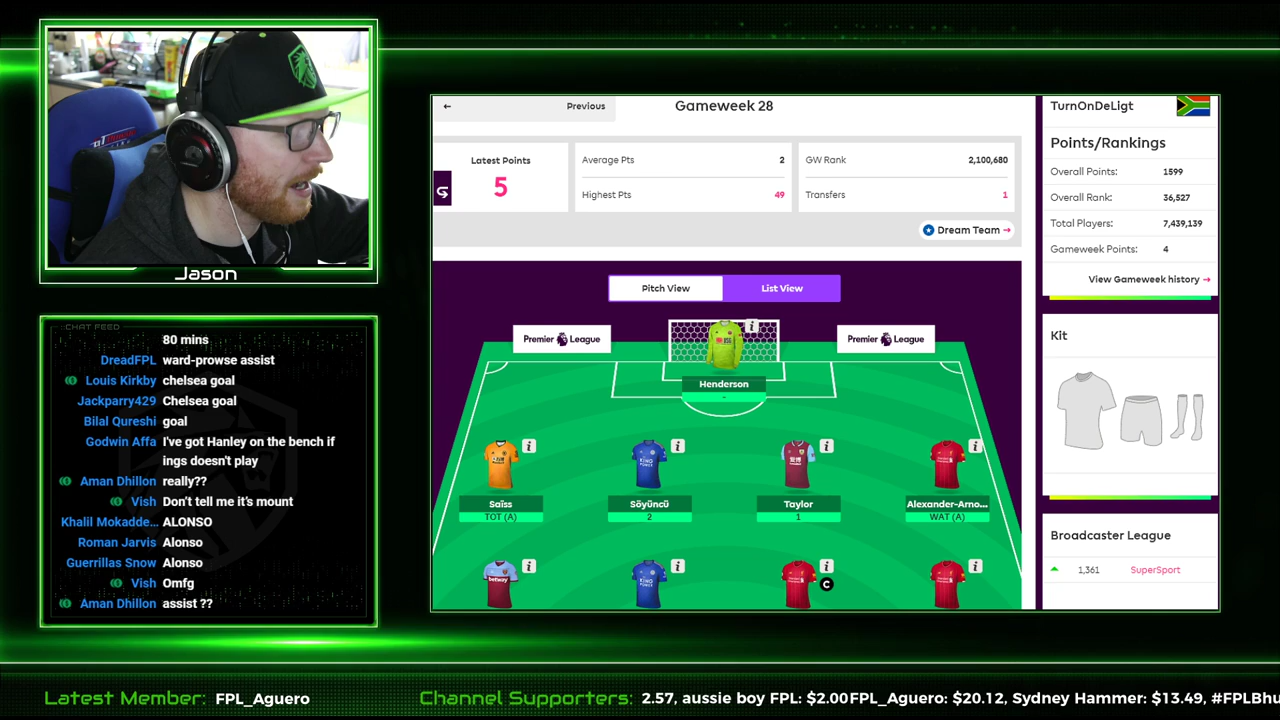 Jason
CHAT FEED
80 mins
DreadFPL ward-prowse assist
Louis Kirkby chelsea goal
Jackparry429 Chelsea goal
Bilal Qureshi goal
Godwin Affa I've got Hanley on the bench if
ings doesn't play
Aman Dhillon really??
Vish Don't tell me it's mount
Khalil Mokadde... ALONSO
Roman Jarvis Alonso
Guerrillas Snow Alonso
Vish Omfg
Aman Dhillon assist ??
← Previous
Gameweek 28
Latest Points
5
Average Pts 2
Highest Pts 49
GW Rank 2,100,680
Transfers 1
Dream Team →
Pitch View
List View
Premier League
Premier League
Henderson
-
Saïss
TOT (A)
Söyüncü
2
Taylor
1
Alexander-Arno...
WAT (A)
betway
C
TurnOnDeLigt
Points/Rankings
Overall Points: 1599
Overall Rank: 36,527
Total Players: 7,439,139
Gameweek Points: 4
View Gameweek history →
Kit
Broadcaster League
1,361 SuperSport
Latest Member: FPL_Aguero
Channel Supporters: 2.57, aussie boy FPL: $2.00FPL_Aguero: $20.12, Sydney Hammer: $13.49, #FPLBhu